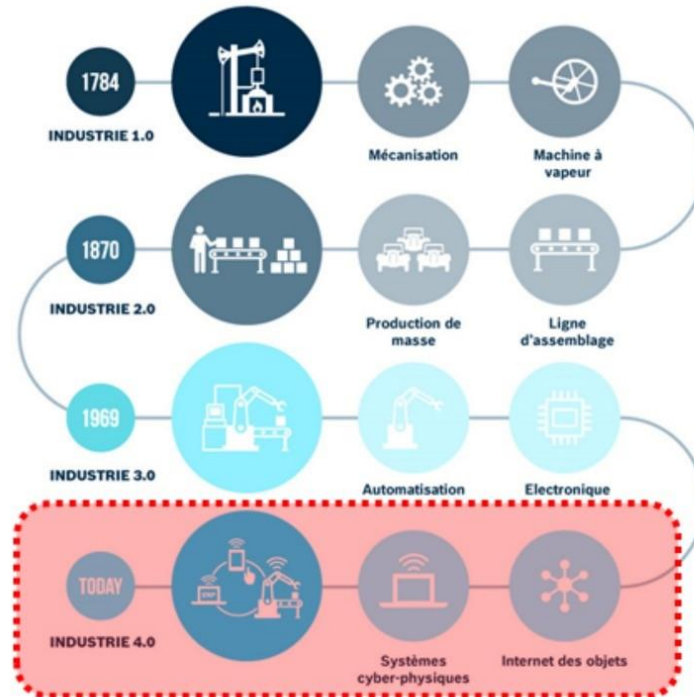 1784
INDUSTRIE 1.0
Mécanisation
Machine à
vapeur
1870
INDUSTRIE 2.0
Production de
masse
Ligne
d'assemblage
1969
INDUSTRIE 3.0
Automatisation
Electronique
TODAY
ERP
INDUSTRIE 4.0
Systèmes
cyber-physiques
Internet des objets